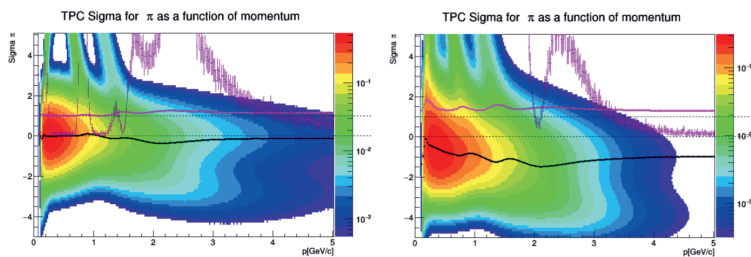 TPC Sigma for π as a function of momentum
Sigma π
5
4
2
0
−2
−4
0 1 2 3 4 5
p[GeV/c]
10⁻¹
10⁻²
10⁻³
TPC Sigma for π as a function of momentum
Sigma π
4
2
0
−2
−4
0 1 2 3 4 5
p[GeV/c]
10⁻¹
10⁻²
10⁻³